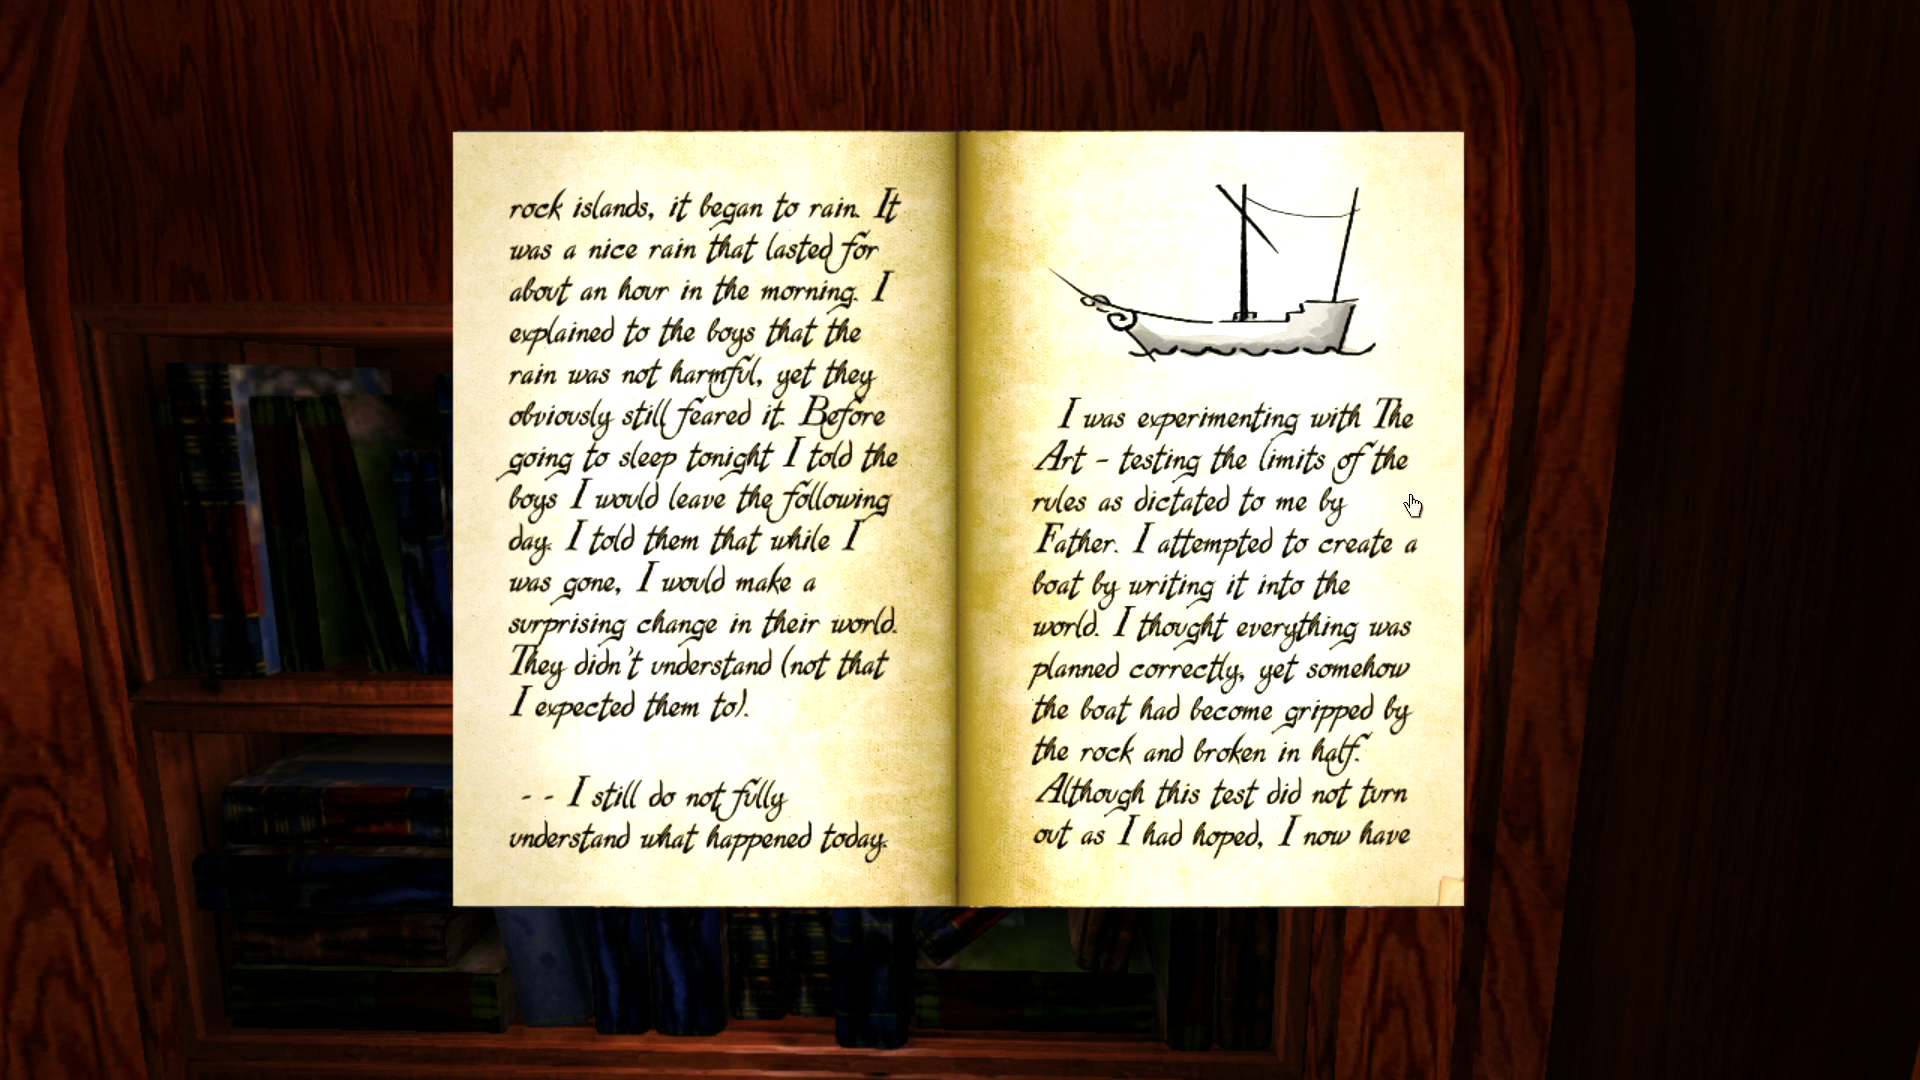 rock islands, it began to rain. It
was a nice rain that lasted for
about an hour in the morning. I
explained to the boys that the
rain was not harmful, yet they
obviously still feared it. Before
going to sleep tonight I told the
boys I would leave the following
day. I told them that while I
was gone, I would make a
surprising change in their world.
They didn't understand (not that
I expected them to).
- - I still do not fully
understand what happened today.
I was experimenting with The
Art - testing the limits of the
rules as dictated to me by
Father. I attempted to create a
boat by writing it into the
world. I thought everything was
planned correctly, yet somehow
the boat had become gripped by
the rock and broken in half.
Although this test did not turn
out as I had hoped, I now have